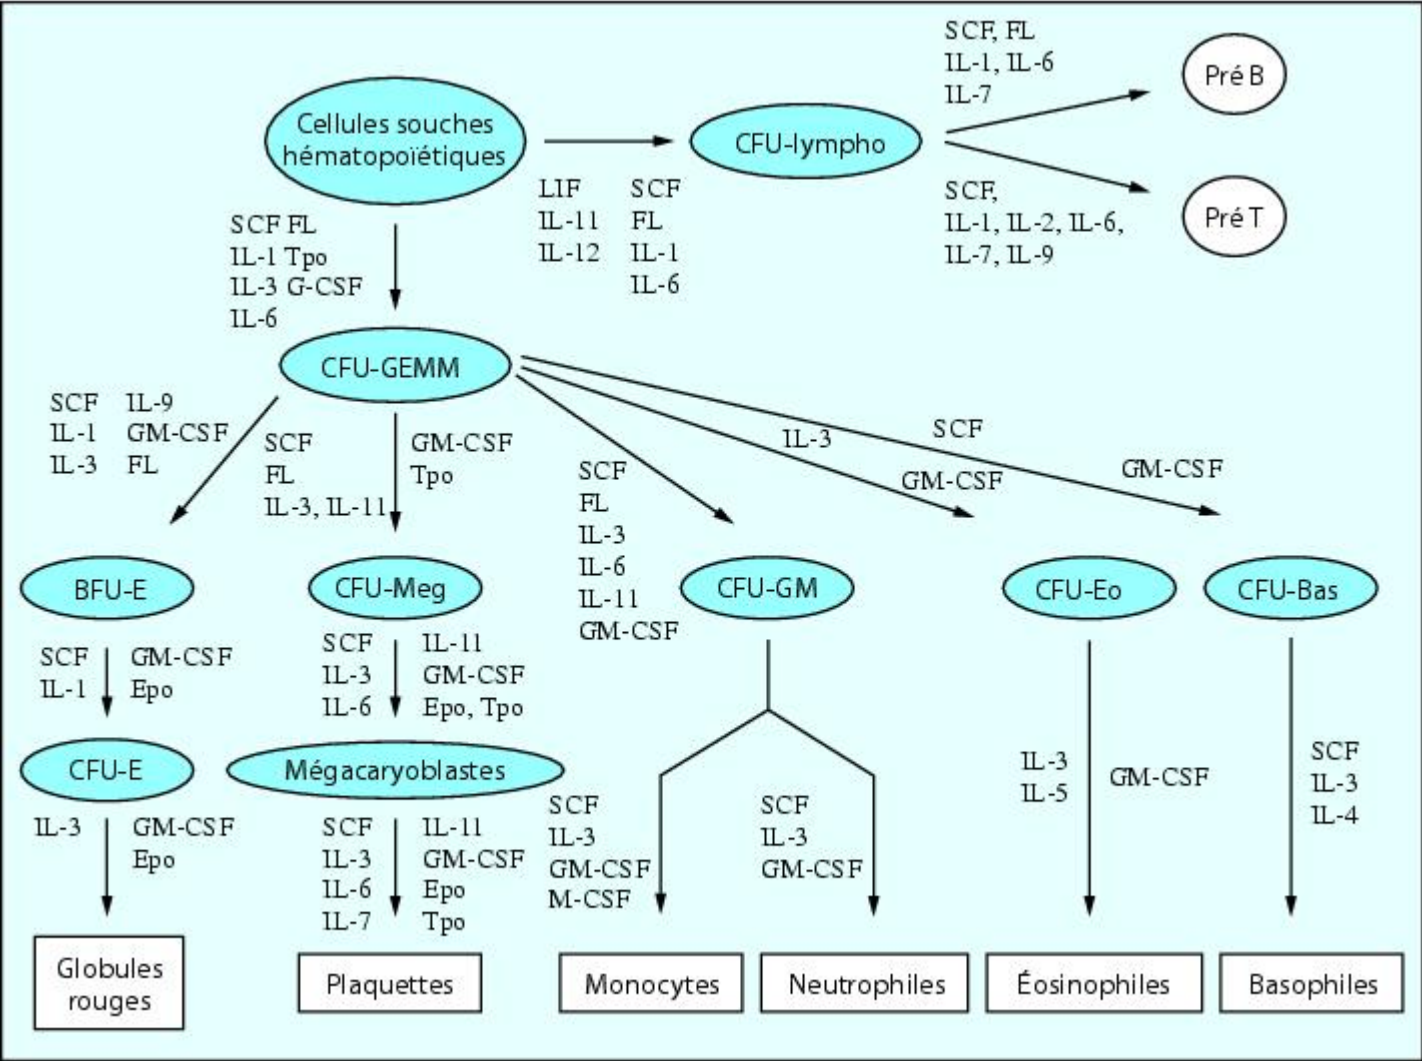 SCF, FL
IL-1, IL-6
IL-7
Pré B
Cellules souches
hématopoïétiques
CFU-lympho
LIF SCF
IL-11 FL
IL-12 IL-1
IL-6
SCF,
IL-1, IL-2, IL-6,
IL-7, IL-9
Pré T
SCF FL
IL-1 Tpo
IL-3 G-CSF
IL-6
CFU-GEMM
SCF IL-9
IL-1 GM-CSF
IL-3 FL
SCF
FL
IL-3, IL-11
GM-CSF
Tpo
SCF
FL
IL-3
IL-6
IL-11
GM-CSF
IL-3
GM-CSF
SCF
GM-CSF
BFU-E
CFU-Meg
CFU-GM
CFU-Eo
CFU-Bas
SCF GM-CSF
IL-1 Epo
SCF IL-11
IL-3 GM-CSF
IL-6 Epo, Tpo
CFU-E
Mégacaryoblastes
IL-3 GM-CSF
Epo
SCF IL-11
IL-3 GM-CSF
IL-6 Epo
IL-7 Tpo
SCF
IL-3
GM-CSF
M-CSF
SCF
IL-3
GM-CSF
IL-3
IL-5
GM-CSF
SCF
IL-3
IL-4
Globules
rouges
Plaquettes
Monocytes
Neutrophiles
Éosinophiles
Basophiles